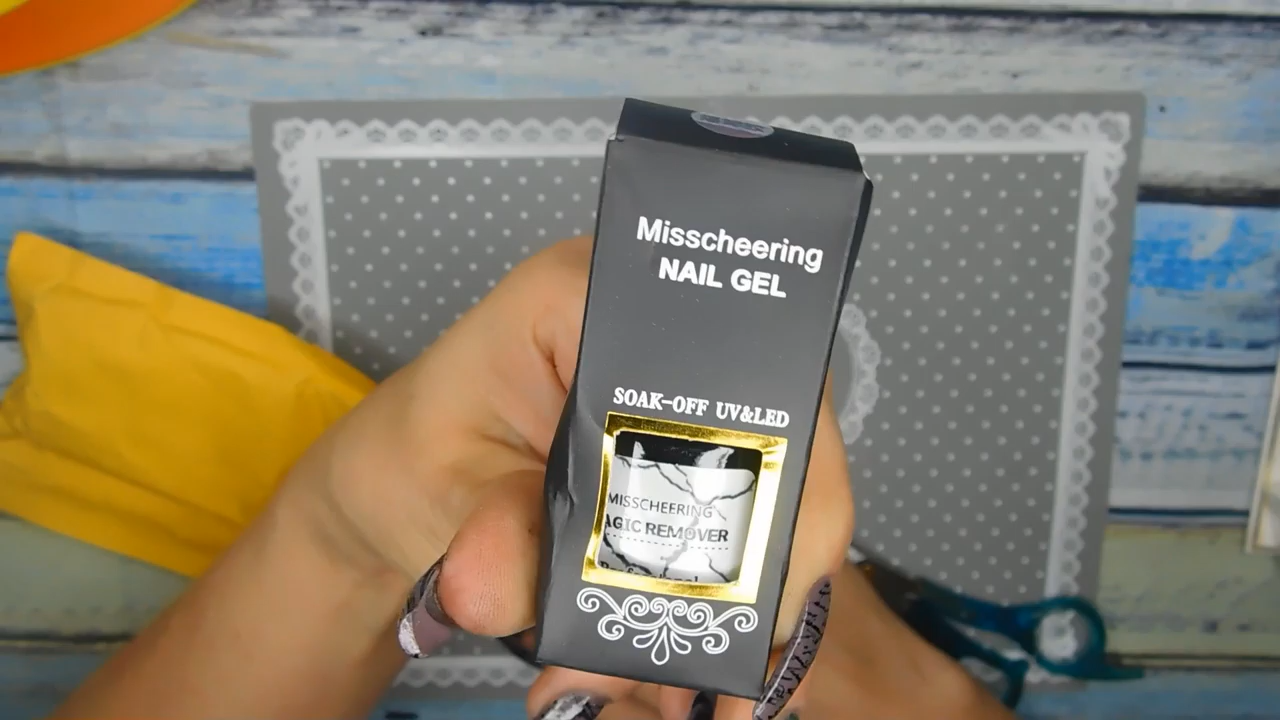 Misscheering
NAIL GEL
SOAK-OFF UV&LED
MISSCHEERING
AGIC REMOVER